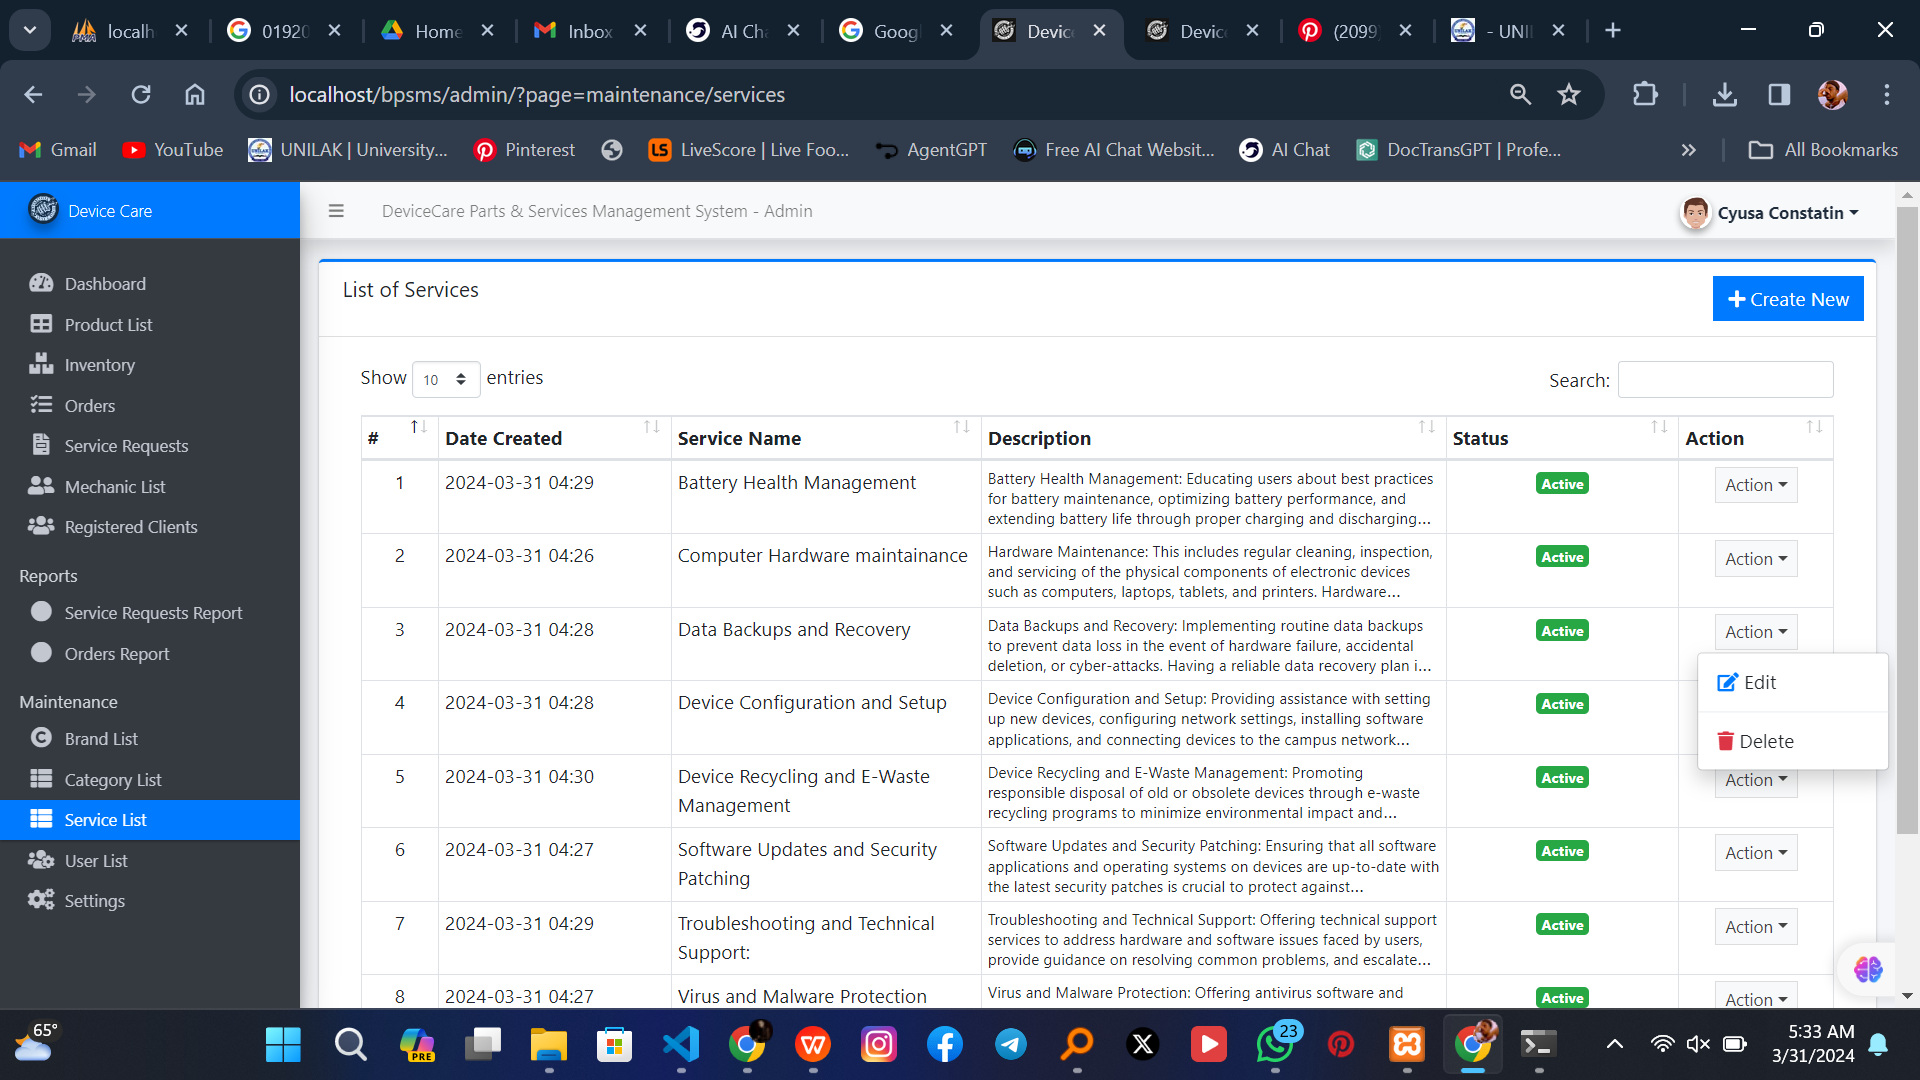 localh
01920
Home
Inbox
AI Cha
Goog
Device
Device
(2099
- UNI
localhost/bpsms/admin/?page=maintenance/services
Gmail
YouTube
UNILAK | University...
Pinterest
LiveScore | Live Foo...
AgentGPT
Free AI Chat Websit...
AI Chat
DocTransGPT | Profe...
All Bookmarks
Device Care
DeviceCare Parts & Services Management System - Admin
Cyusa Constatin
Dashboard
Product List
Inventory
Orders
Service Requests
Mechanic List
Registered Clients
Reports
Service Requests Report
Orders Report
Maintenance
Brand List
Category List
Service List
User List
Settings
List of Services
Create New
Show 10 entries
Search:
# Date Created Service Name Description Status Action
1 2024-03-31 04:29 Battery Health Management
Battery Health Management: Educating users about best practices
for battery maintenance, optimizing battery performance, and
extending battery life through proper charging and discharging...
Active Action
2 2024-03-31 04:26 Computer Hardware maintainance
Hardware Maintenance: This includes regular cleaning, inspection,
and servicing of the physical components of electronic devices
such as computers, laptops, tablets, and printers. Hardware...
Active Action
3 2024-03-31 04:28 Data Backups and Recovery
Data Backups and Recovery: Implementing routine data backups
to prevent data loss in the event of hardware failure, accidental
deletion, or cyber-attacks. Having a reliable data recovery plan i...
Active Action
Edit
Delete
4 2024-03-31 04:28 Device Configuration and Setup
Device Configuration and Setup: Providing assistance with setting
up new devices, configuring network settings, installing software
applications, and connecting devices to the campus network...
Active
5 2024-03-31 04:30 Device Recycling and E-Waste
Management
Device Recycling and E-Waste Management: Promoting
responsible disposal of old or obsolete devices through e-waste
recycling programs to minimize environmental impact and...
Active Action
6 2024-03-31 04:27 Software Updates and Security
Patching
Software Updates and Security Patching: Ensuring that all software
applications and operating systems on devices are up-to-date with
the latest security patches is crucial to protect against...
Active Action
7 2024-03-31 04:29 Troubleshooting and Technical
Support:
Troubleshooting and Technical Support: Offering technical support
services to address hardware and software issues faced by users,
provide guidance on resolving common problems, and escalate...
Active Action
8 2024-03-31 04:27 Virus and Malware Protection
Virus and Malware Protection: Offering antivirus software and
Active Action
65°
PRE
23
5:33 AM
3/31/2024